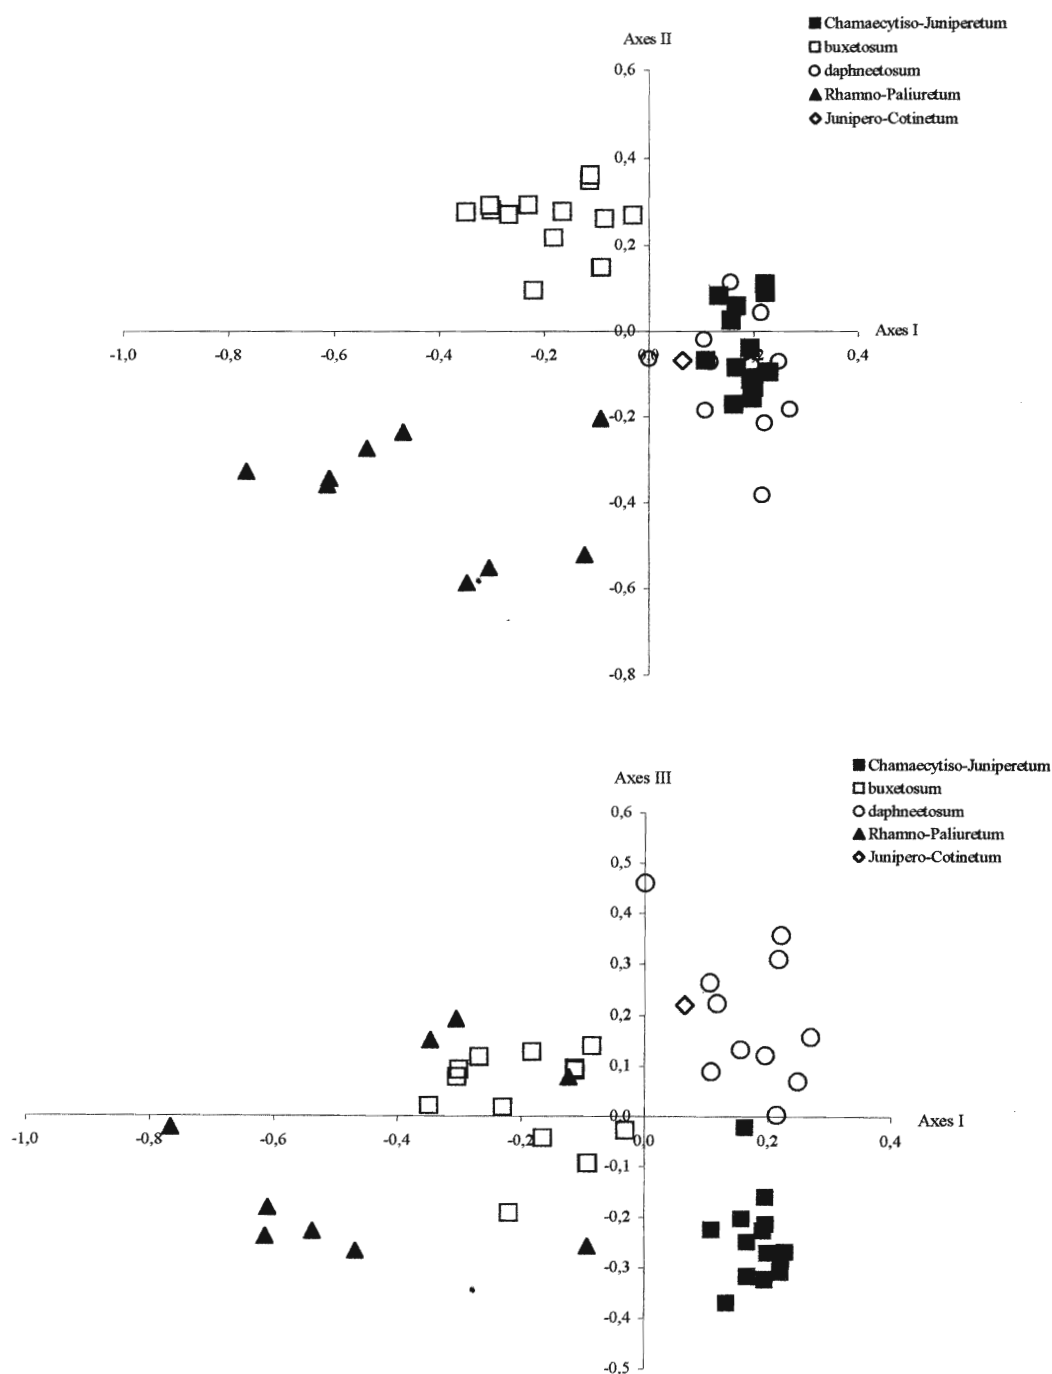 Chamaecytiso-Juniperetum
Axes II
buxetosum
0,6
daphneetosum
Rhamno-Paliuretum
Junipero-Cotinetum
0,4
0,2
0,0
Axes I
-1,0 -0,8 -0,6 -0,4 -0,2 0,0 0,2 0,4
-0,2
-0,4
-0,6
-0,8
Chamaecytiso-Juniperetum
Axes III
buxetosum
0,6
daphneetosum
Rhamno-Paliuretum
Junipero-Cotinetum
0,5
0,4
0,3
0,2
0,1
0,0
Axes I
-1,0 -0,8 -0,6 -0,4 -0,2 0,0 0,2 0,4
-0,1
-0,2
-0,3
-0,4
-0.5